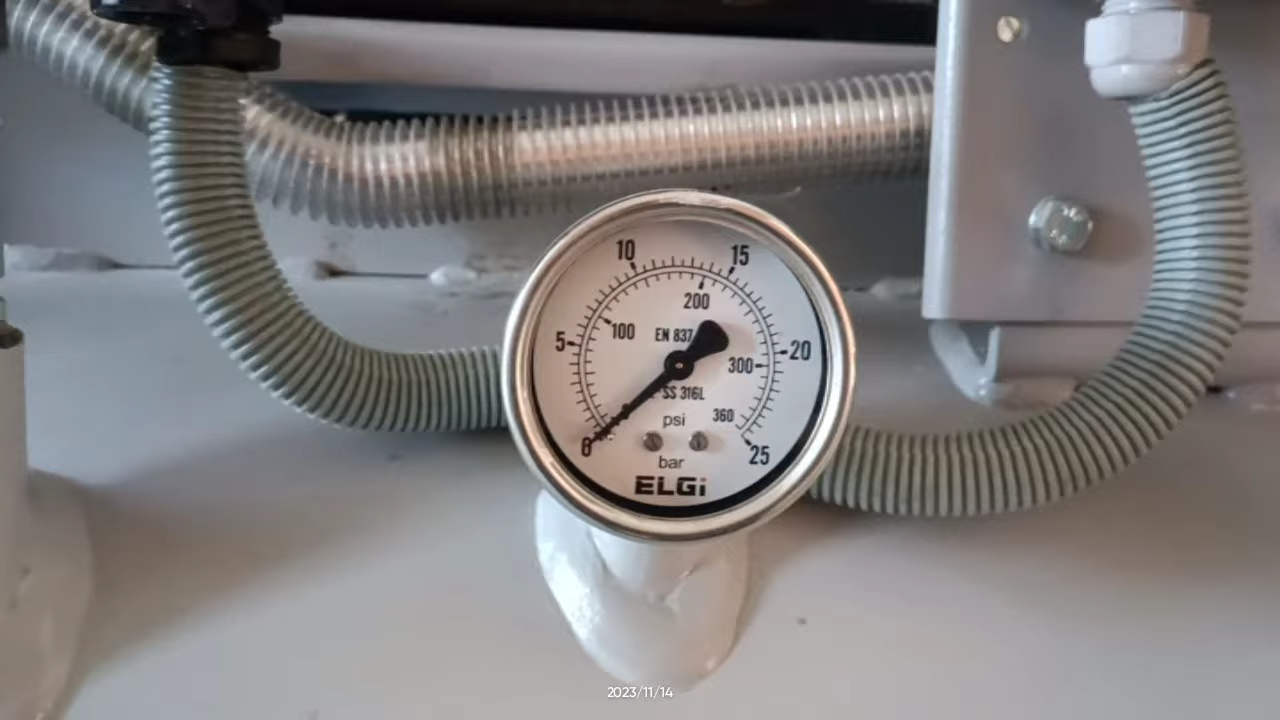 10 15
200
5 100 EN 837
300 20
SS 316L
psi 360
0 25
bar
ELGi
2023/11/14